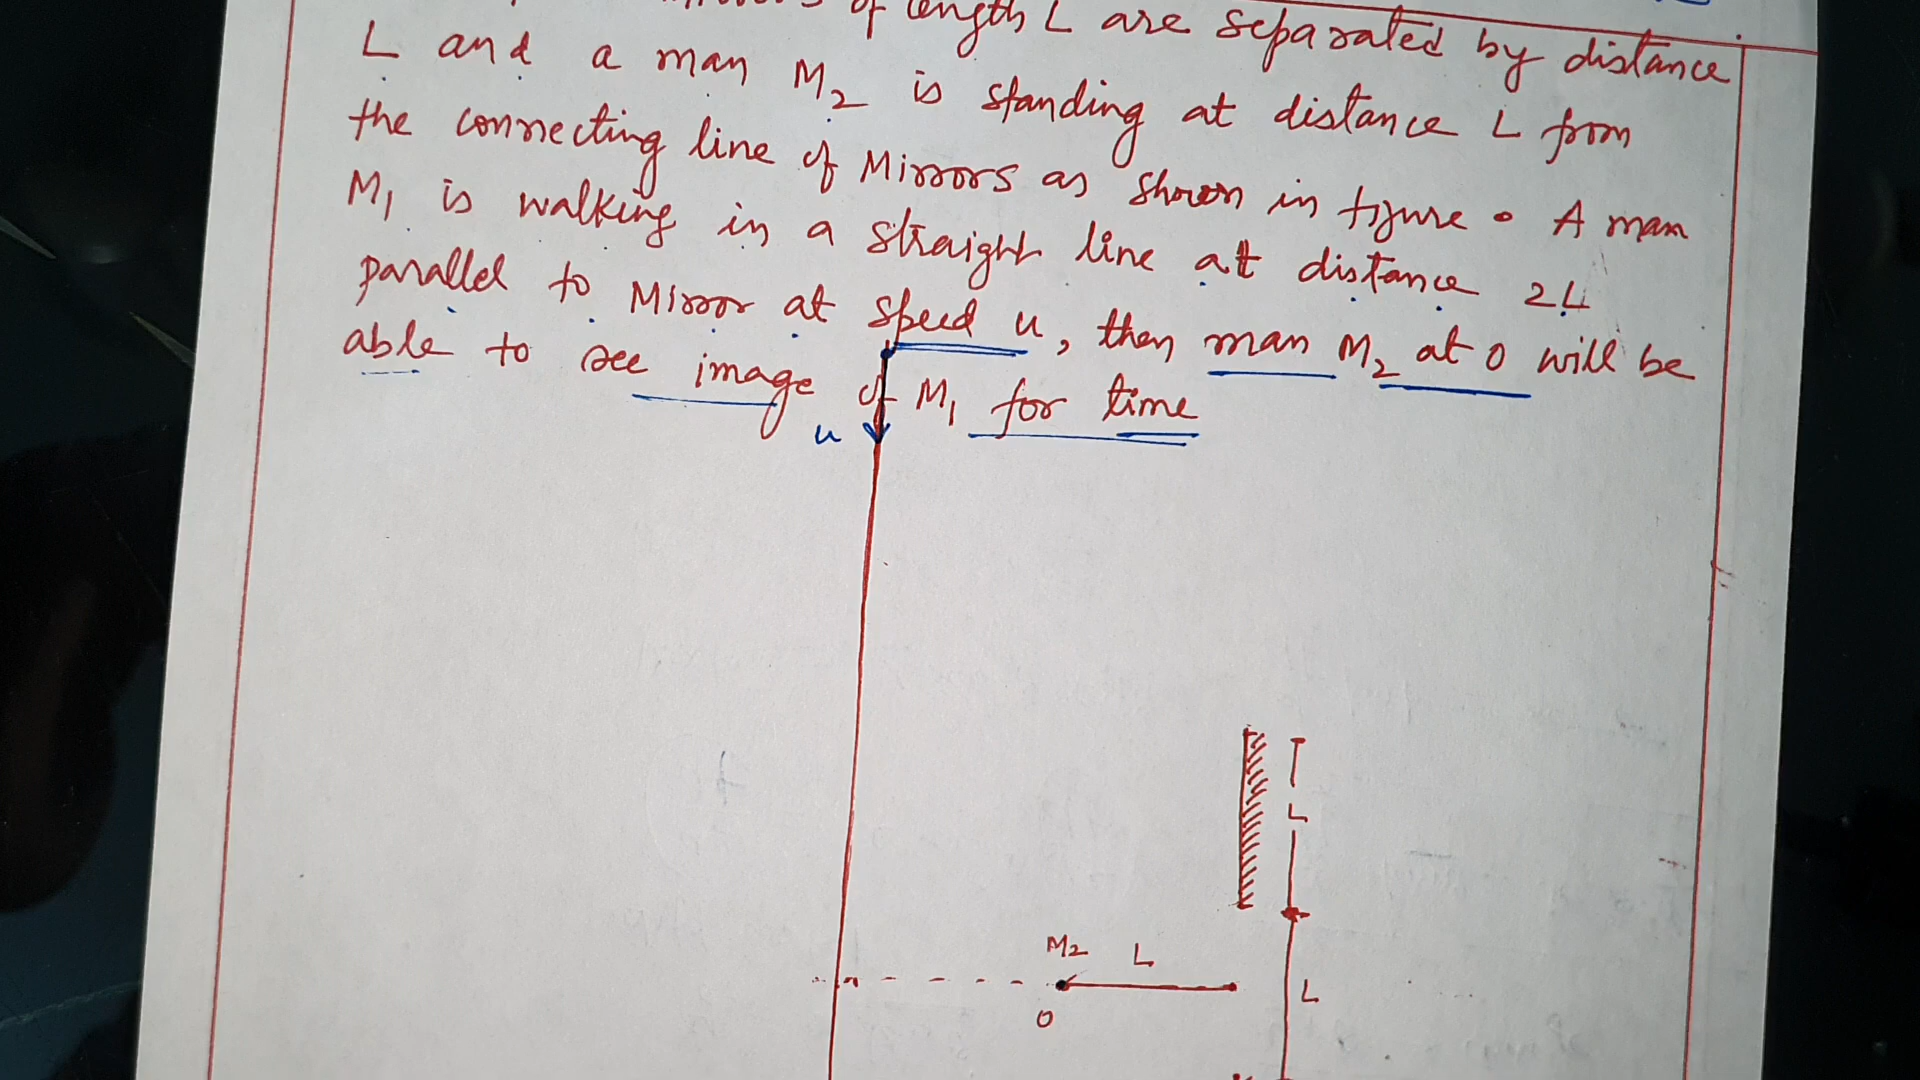 of length L are separated by distance
L and a man M2 is standing at distance L from
the connecting line of Mirrors as shown in figure. A man
M1 is walking in a straight line at distance 2L
parallel to Mirror at speed u, then man M2 at O will be
able to see image of M1 for time
u
L
M2 L
L
O